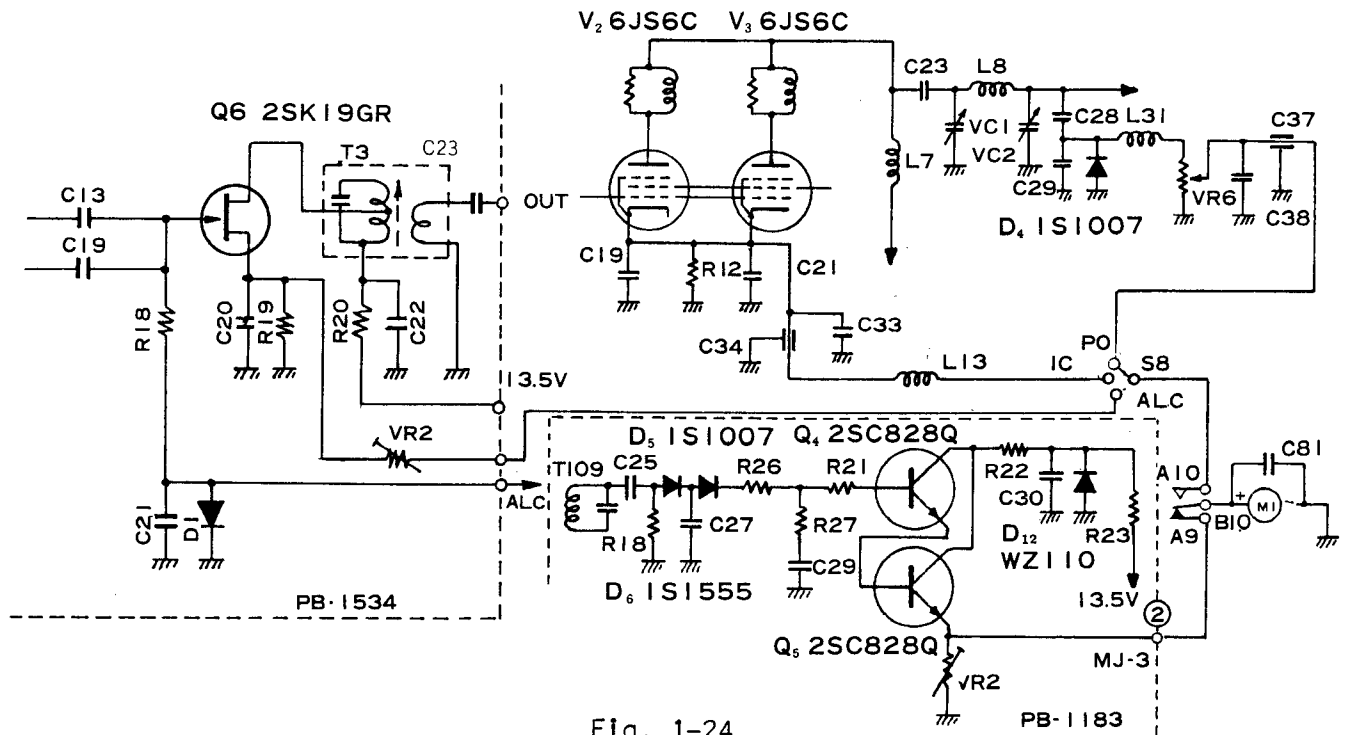 V₂ 6JS6C V₃ 6JS6C
C23 L8
Q6 2SK19GR
T3 C23
C28 L31 C37
VC1
VC2
L7
C13
OUT
C29 VR6
C38
C19
D₄ 1S1007
C19 R12 C21
R18 C20 R19 R20 C22
C34 C33
PO
IC S8
L13
13.5V
ALC
VR2
D₅ 1S1007 Q₄ 2SC828Q
C81
T109 C25 R26 R21 R22
C30
A10
ALC
+ M1 -
B10
C21 D1
R18 C27 R27
D₁₂
WZ110
R23
A9
C29
D₆ 1S1555
13.5V
PB-1534
②
Q₅ 2SC828Q
MJ-3
VR2
PB-1183
Fig. 1-24